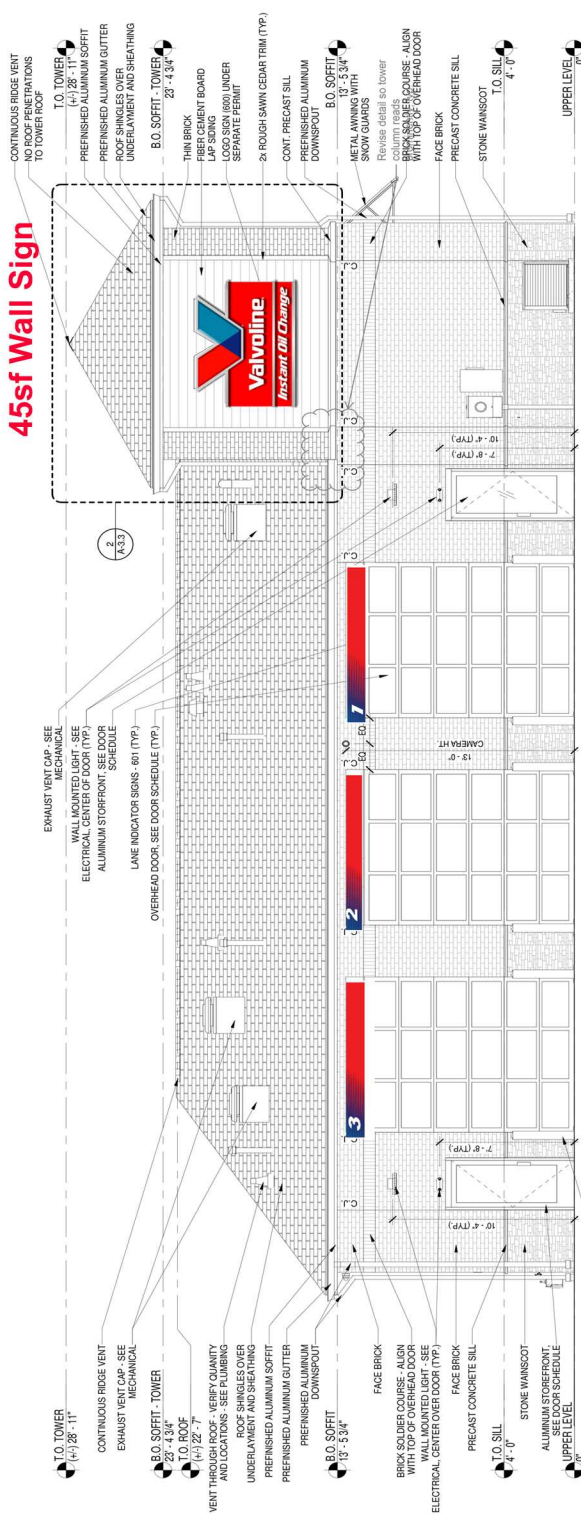 45sf Wall Sign
CONTINUOUS RIDGE VENT
NO ROOF PENETRATIONS
TO TOWER ROOF
T.O. TOWER
(+/-) 28' - 11"
PREFINISHED ALUMINUM SOFFIT
PREFINISHED ALUMINUM GUTTER
ROOF SHINGLES OVER
UNDERLAYMENT AND SHEATHING
B.O. SOFFIT - TOWER
23' - 4 3/4"
THIN BRICK
FIBER CEMENT BOARD
LAP SIDING
LOGO SIGN (600) UNDER
SEPARATE PERMIT
2x ROUGH SAWN CEDAR TRIM (TYP.)
CONT. PRECAST SILL
PREFINISHED ALUMINUM
DOWNSPOUT
B.O. SOFFIT
13' - 5 3/4"
METAL AWNING WITH
SNOW GUARDS
Revise detail so tower
column reads
BRICK SOLDIER COURSE - ALIGN
WITH TOP OF OVERHEAD DOOR
FACE BRICK
PRECAST CONCRETE SILL
T.O. SILL
4' - 0"
STONE WAINSCOT
UPPER LEVEL
0"
Valvoline
Instant Oil Change
2
A-3.3
EXHAUST VENT CAP - SEE
MECHANICAL
WALL MOUNTED LIGHT - SEE
ELECTRICAL, CENTER OF DOOR (TYP.)
ALUMINUM STORFRONT, SEE DOOR
SCHEDULE
LANE INDICATOR SIGNS - 601 (TYP.)
OVERHEAD DOOR, SEE DOOR SCHEDULE (TYP.)
3
2
1
EQ
EQ
CAMERA HT.
13' - 0"
10' - 4" (TYP.)
7' - 8" (TYP.)
7' - 8" (TYP.)
10' - 4" (TYP.)
T.O. TOWER
(+/-) 28' - 11"
CONTINUOUS RIDGE VENT
EXHAUST VENT CAP - SEE
MECHANICAL
B.O. SOFFIT - TOWER
23' - 4 3/4"
T.O. ROOF
(+/-) 22' - 7"
VENT THROUGH ROOF - VERIFY QUANITY
AND LOCATIONS - SEE PLUMBING
ROOF SHINGLES OVER
UNDERLAYMENT AND SHEATHING
PREFINISHED ALUMINUM SOFFIT
PREFINISHED ALUMINUM GUTTER
PREFINISHED ALUMINUM
DOWNSPOUT
B.O. SOFFIT
13' - 5 3/4"
FACE BRICK
BRICK SOLDIER COURSE - ALIGN
WITH TOP OF OVERHEAD DOOR
WALL MOUNTED LIGHT - SEE
ELECTRICAL, CENTER OVER DOOR (TYP.)
FACE BRICK
PRECAST CONCRETE SILL
T.O. SILL
4' - 0"
STONE WAINSCOT
ALUMINUM STOREFRONT,
SEE DOOR SCHEDULE
UPPER LEVEL
0"